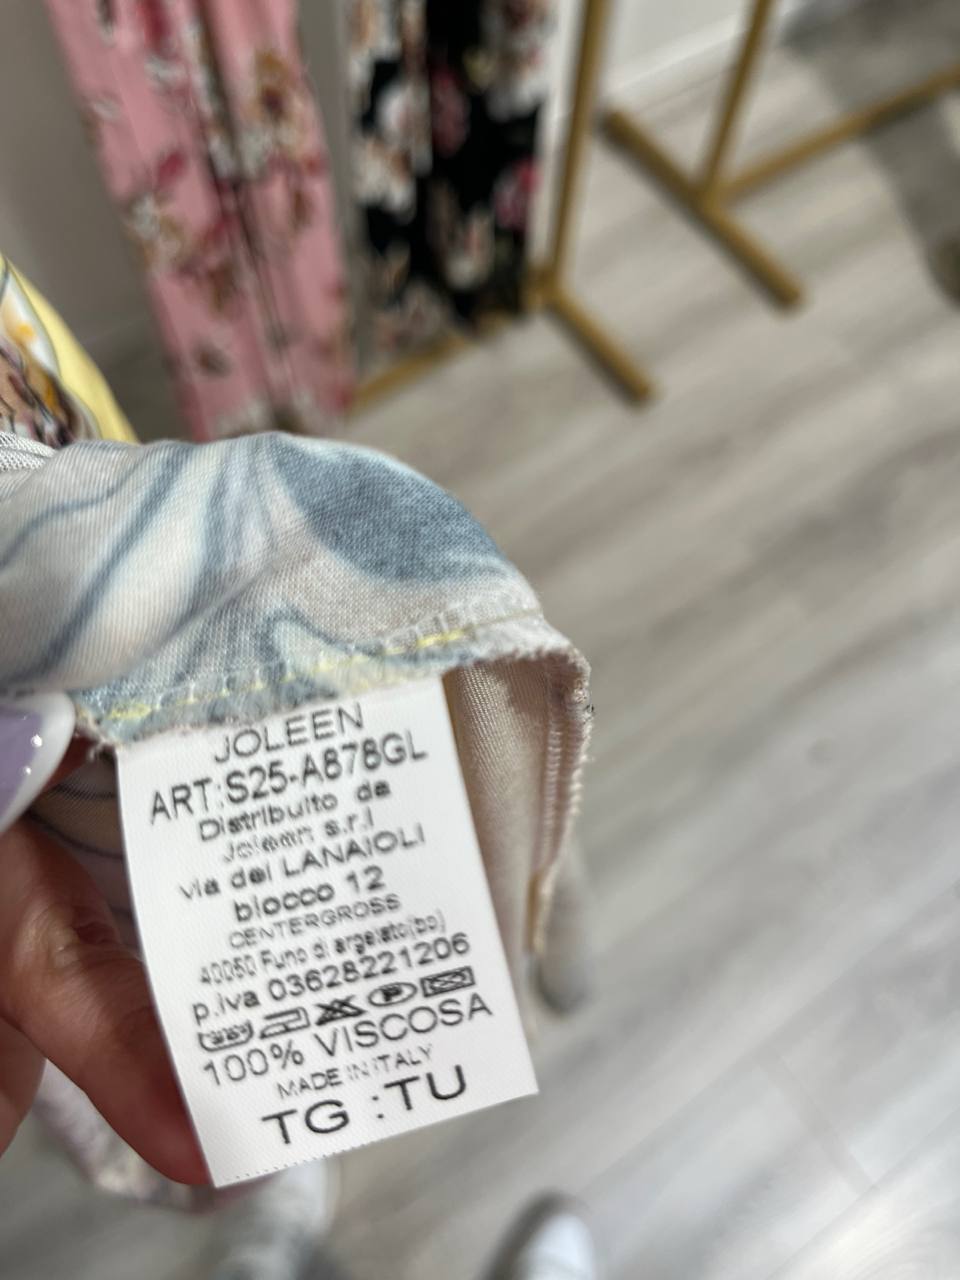 JOLEEN
ART:S25-A878GL
Distribuito da
Joleen s.r.l
via dei LANAIOLI
blocco 12
CENTERGROSS
40050 Funo di argelato(bo)
p.iva 03628221206
100% VISCOSA
MADE IN ITALY
TG :TU